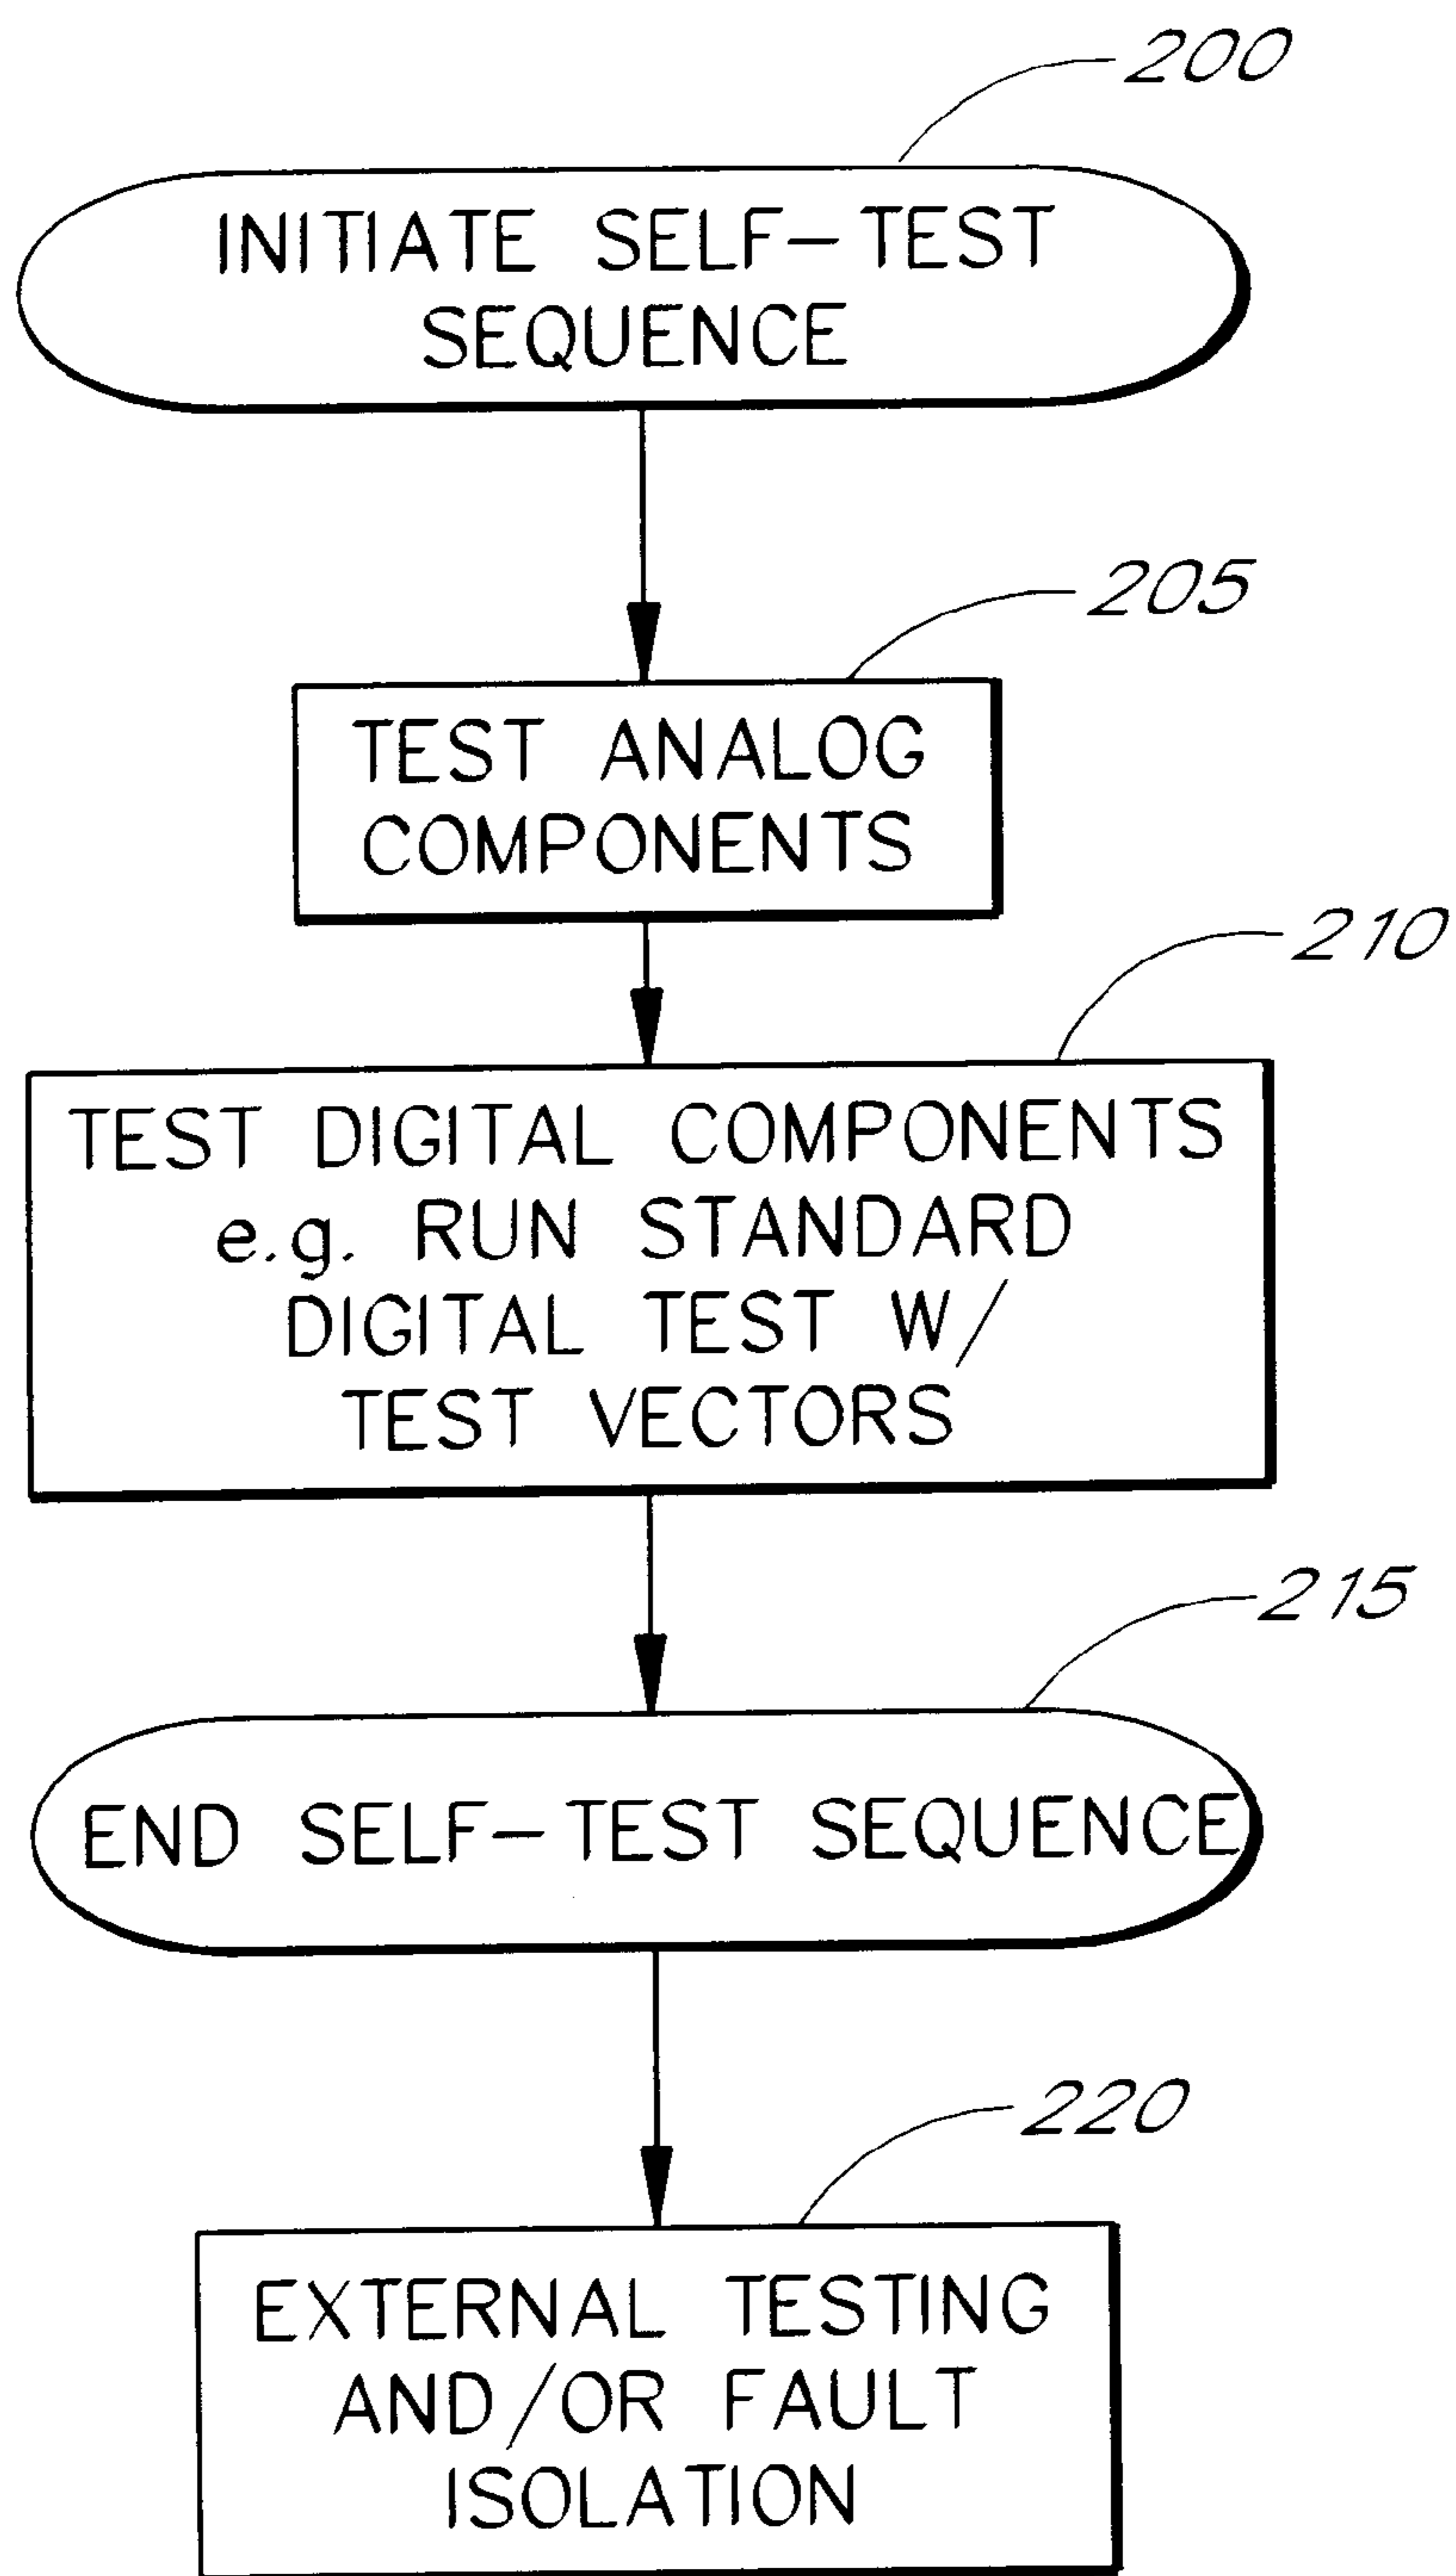 200
INITIATE SELF-TEST
SEQUENCE
205
TEST ANALOG
COMPONENTS
210
TEST DIGITAL COMPONENTS
e.g. RUN STANDARD
DIGITAL TEST W/
TEST VECTORS
215
END SELF-TEST SEQUENCE
220
EXTERNAL TESTING
AND/OR FAULT
ISOLATION